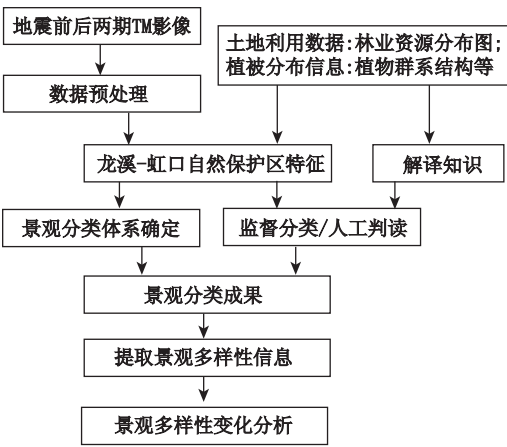 地震前后两期TM影像
土地利用数据:林业资源分布图;
植被分布信息:植物群系结构等
数据预处理
龙溪-虹口自然保护区特征
解译知识
景观分类体系确定
监督分类/人工判读
景观分类成果
提取景观多样性信息
景观多样性变化分析